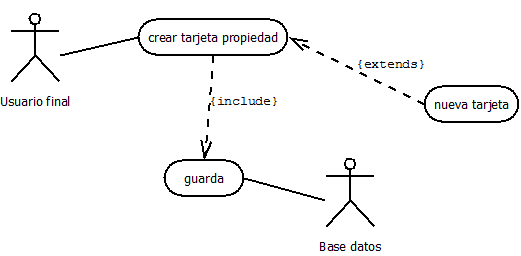 crear tarjeta propiedad
{extends}
Usuario final
{include}
nueva tarjeta
guarda
Base datos